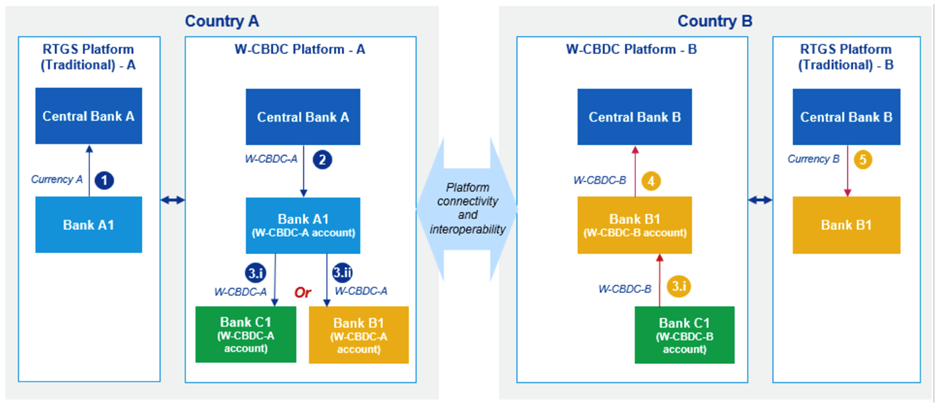 Country A
RTGS Platform
(Traditional) - A
Central Bank A
Currency A
1
Bank A1
W-CBDC Platform - A
Central Bank A
W-CBDC-A
2
Bank A1
(W-CBDC-A account)
3.i
W-CBDC-A
Or
3.ii
W-CBDC-A
Bank C1
(W-CBDC-A
account)
Bank B1
(W-CBDC-A
account)
Platform
connectivity
and
interoperability
Country B
W-CBDC Platform - B
Central Bank B
W-CBDC-B
4
Bank B1
(W-CBDC-B account)
W-CBDC-B
3.i
Bank C1
(W-CBDC-B
account)
RTGS Platform
(Traditional) - B
Central Bank B
Currency B
5
Bank B1